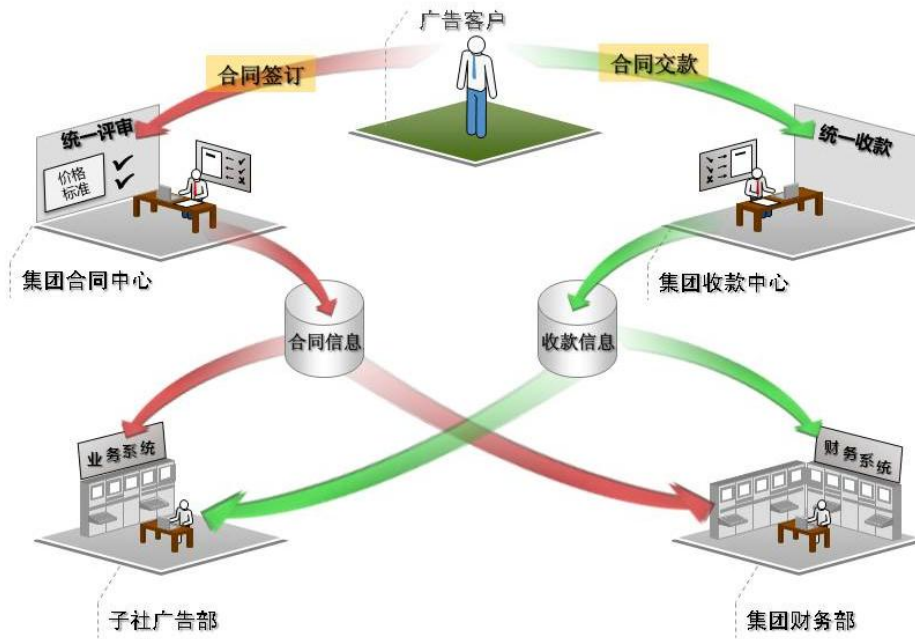 广告客户
合同签订
合同交款
统一评审
价格
标准
统一收款
集团合同中心
集团收款中心
合同信息
收款信息
业务系统
财务系统
子社广告部
集团财务部